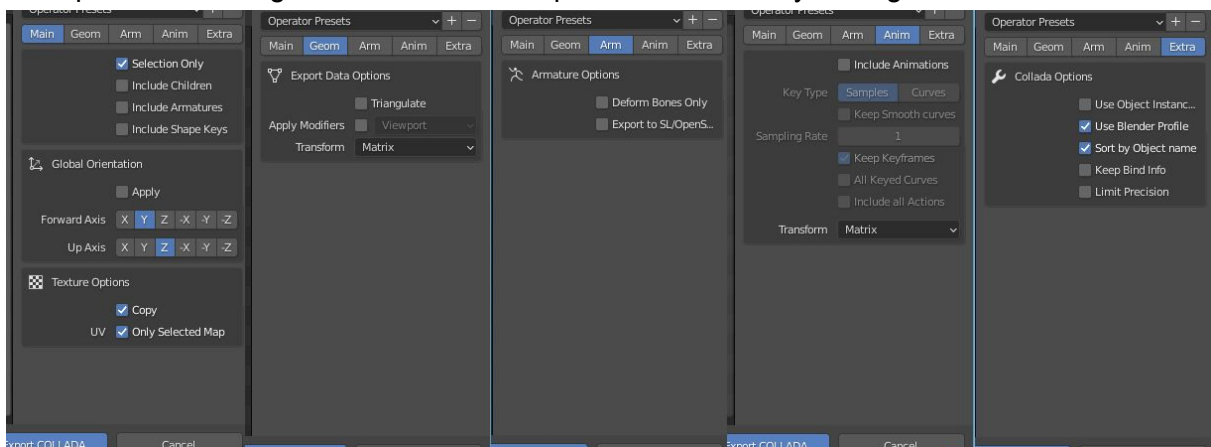 Operator Presets
Main Geom Arm Anim Extra
Selection Only
Include Children
Include Armatures
Include Shape Keys
Global Orientation
Apply
Forward Axis X Y Z -X -Y -Z
Up Axis X Y Z -X -Y -Z
Texture Options
Copy
UV Only Selected Map
Export COLLADA Cancel
Operator Presets
Main Geom Arm Anim Extra
Export Data Options
Triangulate
Apply Modifiers Viewport
Transform Matrix
Operator Presets
Main Geom Arm Anim Extra
Armature Options
Deform Bones Only
Export to SL/OpenS...
Operator Presets
Main Geom Arm Anim Extra
Include Animations
Key Type Samples Curves
Keep Smooth curves
Sampling Rate 1
Keep Keyframes
All Keyed Curves
Include all Actions
Transform Matrix
Export COLLADA Cancel
Operator Presets
Main Geom Arm Anim Extra
Collada Options
Use Object Instanc...
Use Blender Profile
Sort by Object name
Keep Bind Info
Limit Precision